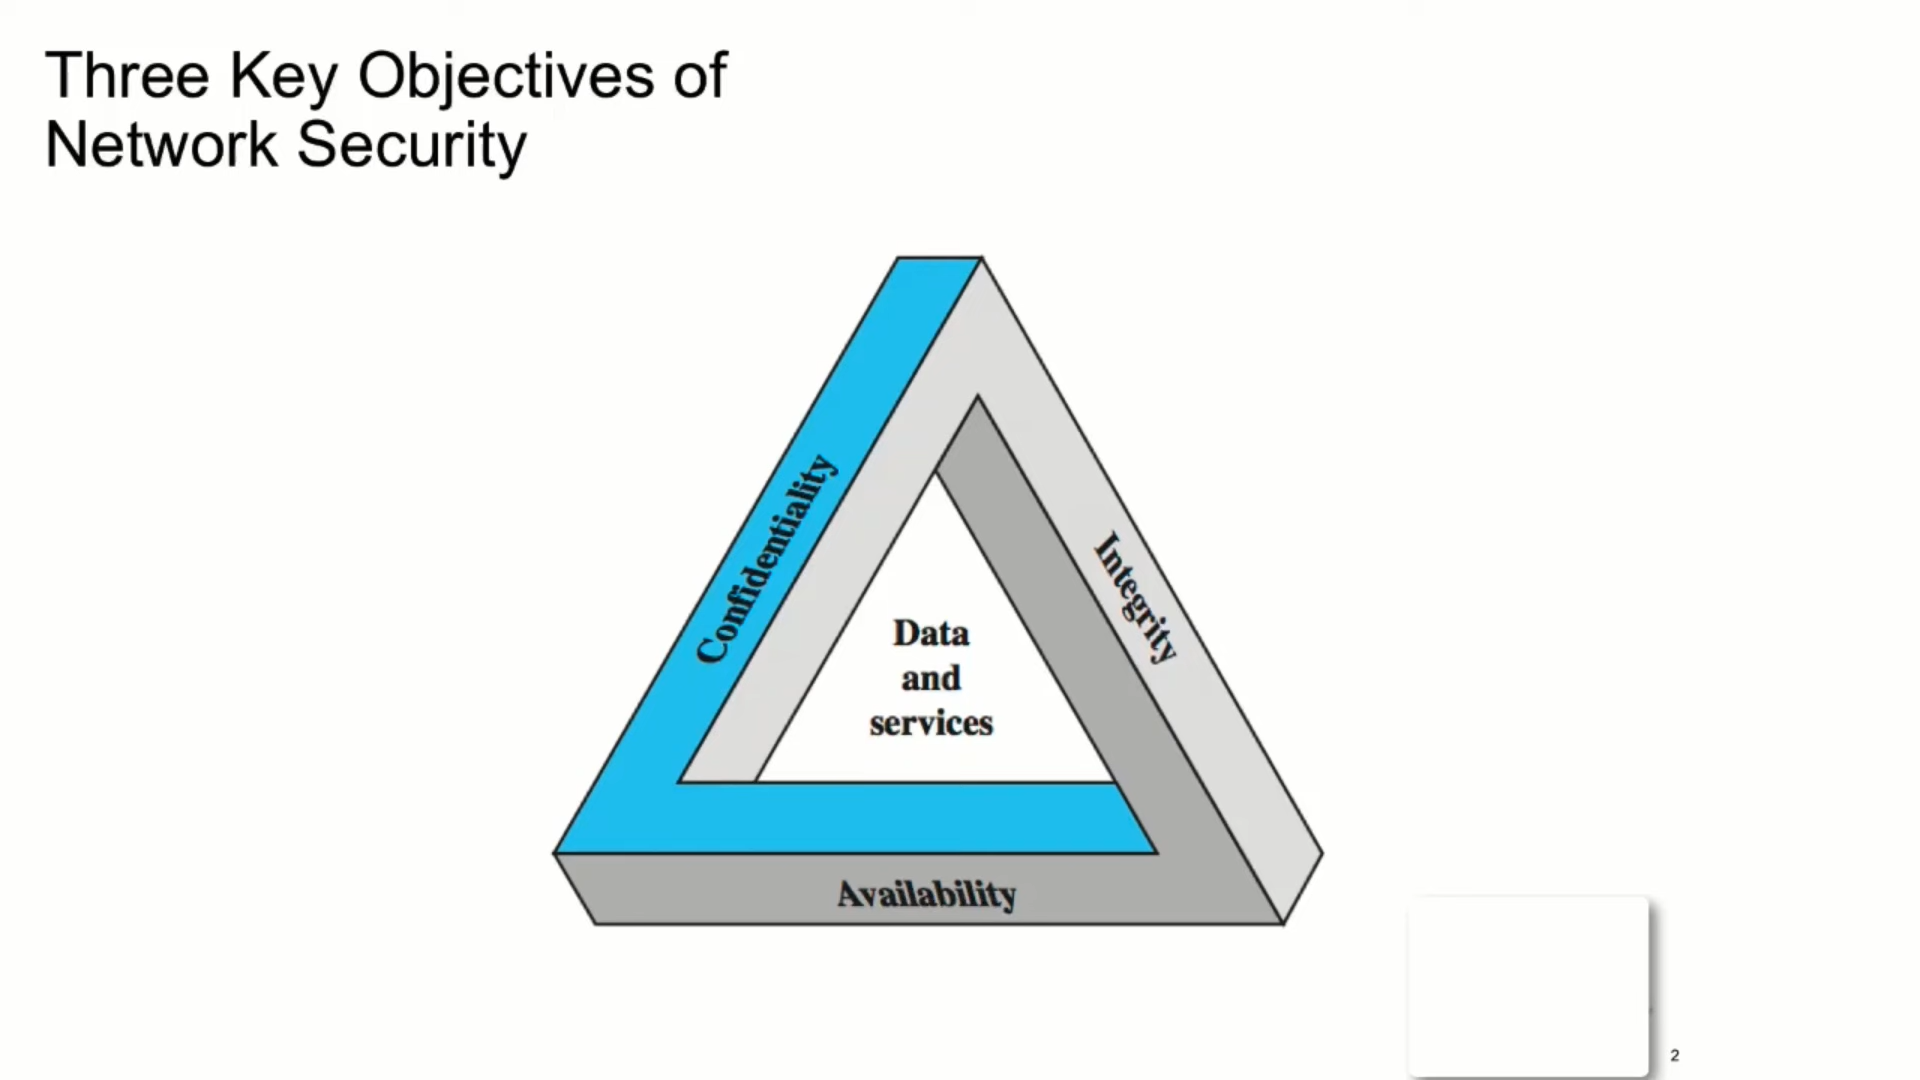 Three Key Objectives of
Network Security
Confidentiality
Integrity
Data
and
services
Availability
2